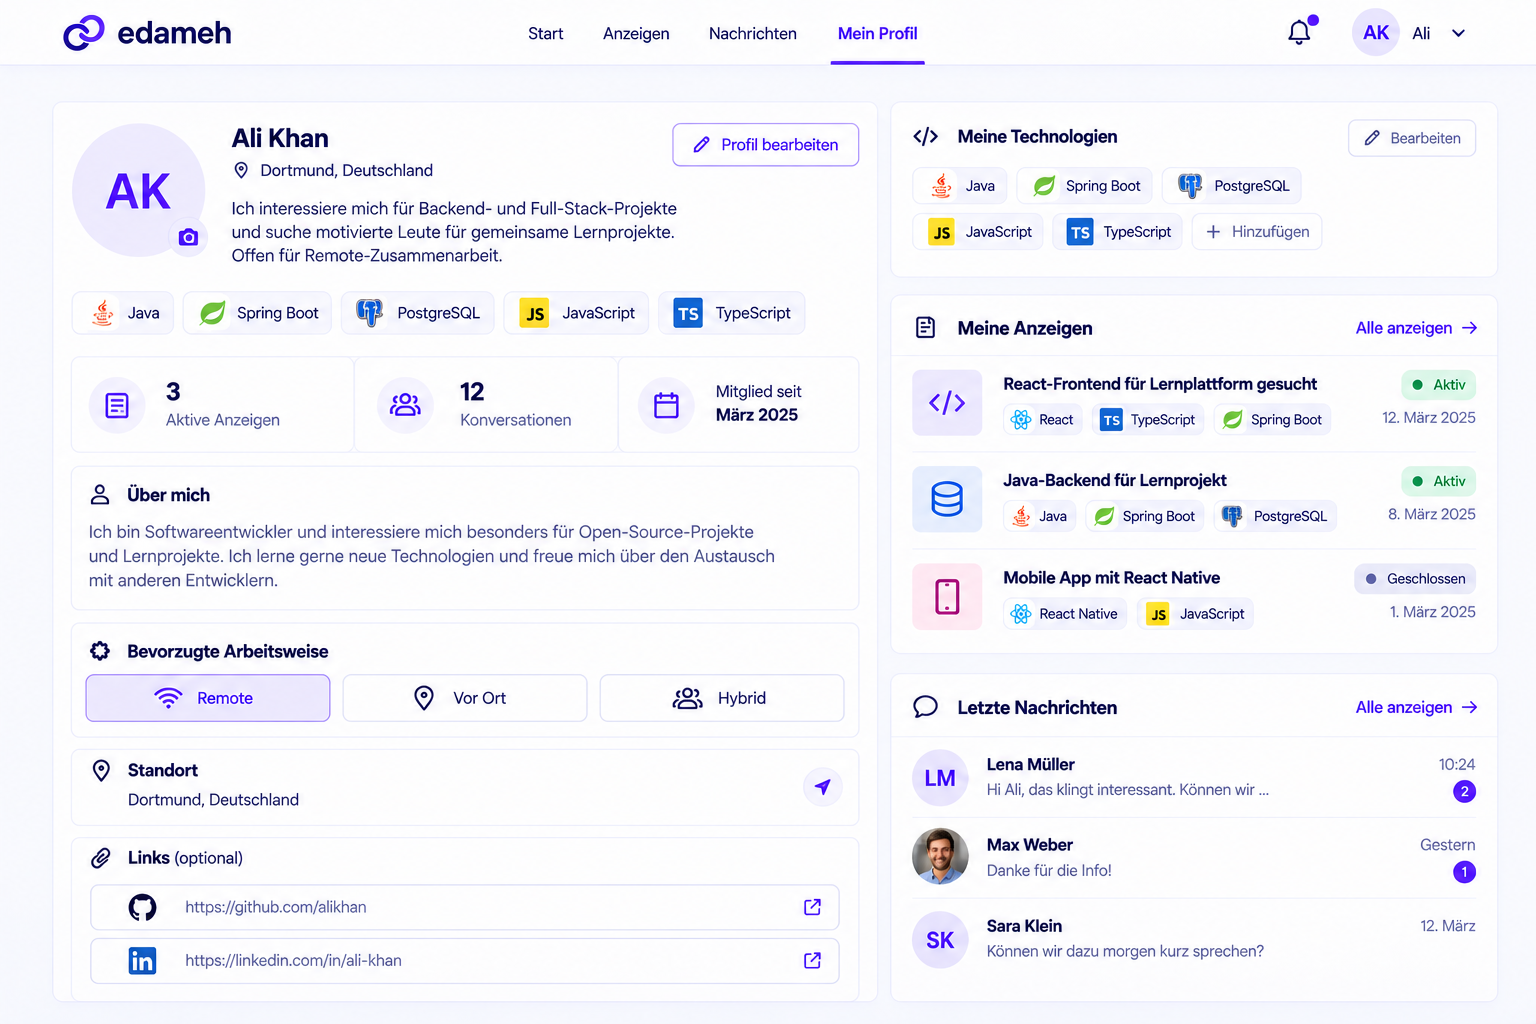 edameh
Start
Anzeigen
Nachrichten
Mein Profil
AK
Ali
AK
Ali Khan
Dortmund, Deutschland
Profil bearbeiten
Ich interessiere mich für Backend- und Full-Stack-Projekte
und suche motivierte Leute für gemeinsame Lernprojekte.
Offen für Remote-Zusammenarbeit.
Java
Spring Boot
PostgreSQL
JS JavaScript
TS TypeScript
3
Aktive Anzeigen
12
Konversationen
Mitglied seit
März 2025
Über mich
Ich bin Softwareentwickler und interessiere mich besonders für Open-Source-Projekte
und Lernprojekte. Ich lerne gerne neue Technologien und freue mich über den Austausch
mit anderen Entwicklern.
Bevorzugte Arbeitsweise
Remote
Vor Ort
Hybrid
Standort
Dortmund, Deutschland
Links (optional)
https://github.com/alikhan
in https://linkedin.com/in/ali-khan
</> Meine Technologien
Bearbeiten
Java
Spring Boot
PostgreSQL
JS JavaScript
TS TypeScript
+ Hinzufügen
Meine Anzeigen
Alle anzeigen →
</>
React-Frontend für Lernplattform gesucht
Aktiv
React
TS TypeScript
Spring Boot
12. März 2025
Java-Backend für Lernprojekt
Aktiv
Java
Spring Boot
PostgreSQL
8. März 2025
Mobile App mit React Native
Geschlossen
React Native
JS JavaScript
1. März 2025
Letzte Nachrichten
Alle anzeigen →
LM
Lena Müller
10:24
Hi Ali, das klingt interessant. Können wir ...
2
Max Weber
Gestern
Danke für die Info!
1
SK
Sara Klein
12. März
Können wir dazu morgen kurz sprechen?